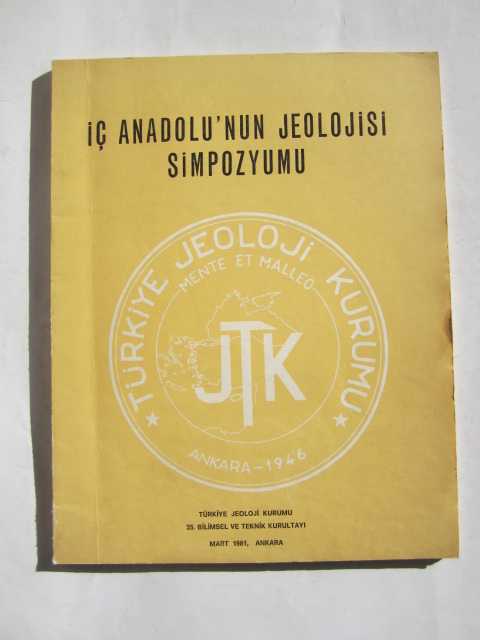 İÇ ANADOLU'NUN JEOLOJİSİ
SİMPOZYUMU
TÜRKİYE JEOLOJİ KURUMU
MENTE ET MALLEO
JTK
ANKARA-1946
TÜRKİYE JEOLOJİ KURUMU
35. BİLİMSEL VE TEKNİK KURULTAYI
MART 1981, ANKARA